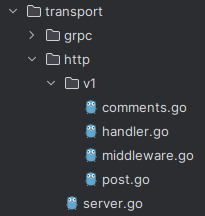 transport
grpc
http
v1
comments.go
handler.go
middleware.go
post.go
server.go